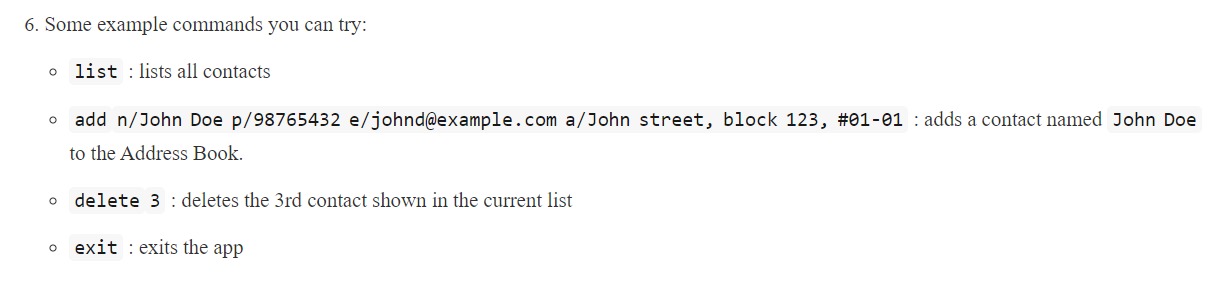 6. Some example commands you can try:
list : lists all contacts
add n/John Doe p/98765432 e/johnd@example.com a/John street, block 123, #01-01 : adds a contact named John Doe
to the Address Book.
delete 3 : deletes the 3rd contact shown in the current list
exit : exits the app